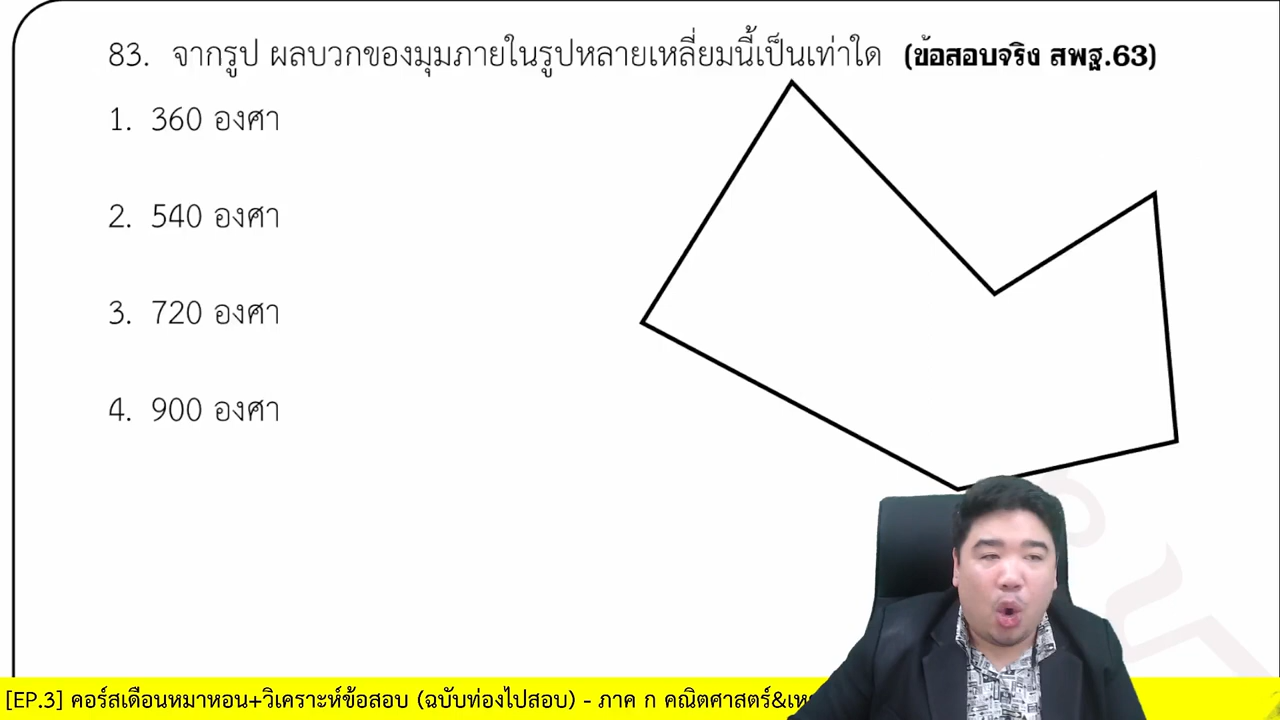 83. จากรูป ผลบวกของมุมภายในรูปหลายเหลี่ยมนี้เป็นเท่าใด (ข้อสอบจริง สพฐ.63)
1. 360 องศา
2. 540 องศา
3. 720 องศา
4. 900 องศา
[EP.3] คอร์สเดือนหมาหอน+วิเคราะห์ข้อสอบ (ฉบับท่องไปสอบ) - ภาค ก คณิตศาสตร์&เห